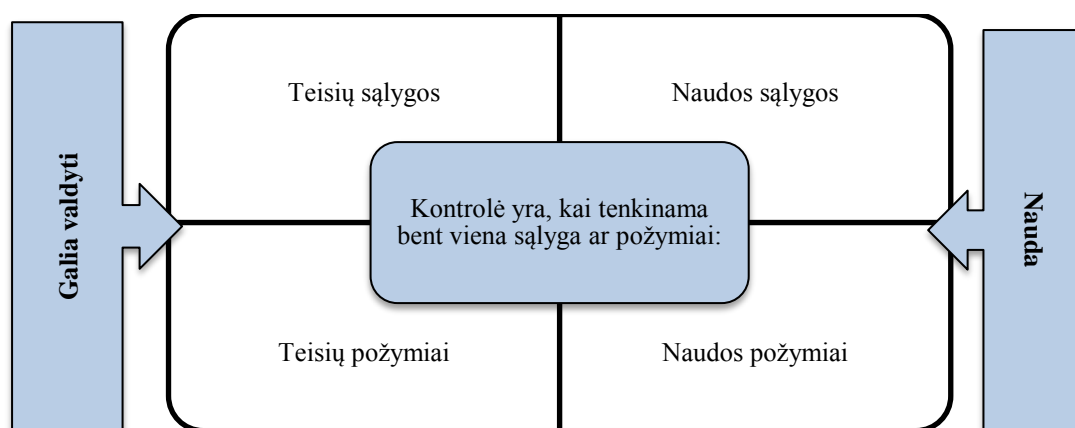 Galia valdyti
Teisių sąlygos
Naudos sąlygos
Kontrolė yra, kai tenkinama
bent viena sąlyga ar požymiai:
Teisių požymiai
Naudos požymiai
Nauda